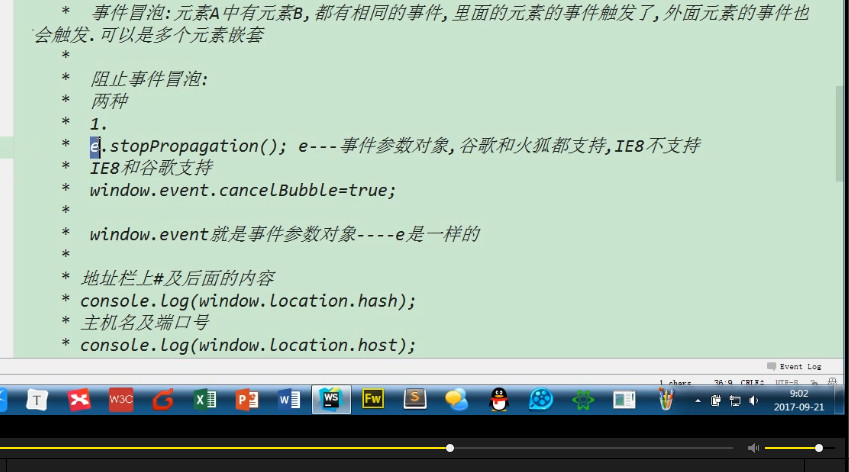 * 事件冒泡:元素A中有元素B,都有相同的事件,里面的元素的事件触发了,外面元素的事件也
会触发.可以是多个元素嵌套
*
* 阻止事件冒泡:
* 两种
* 1.
* e.stopPropagation(); e---事件参数对象,谷歌和火狐都支持,IE8不支持
* IE8和谷歌支持
* window.event.cancelBubble=true;
*
* window.event就是事件参数对象----e是一样的
*
* 地址栏上#及后面的内容
* console.log(window.location.hash);
* 主机名及端口号
* console.log(window.location.host);
Event Log
1 chars 36:9 CRLF÷ UTF-8
T W3C WS Fw S
9:02
2017-09-21